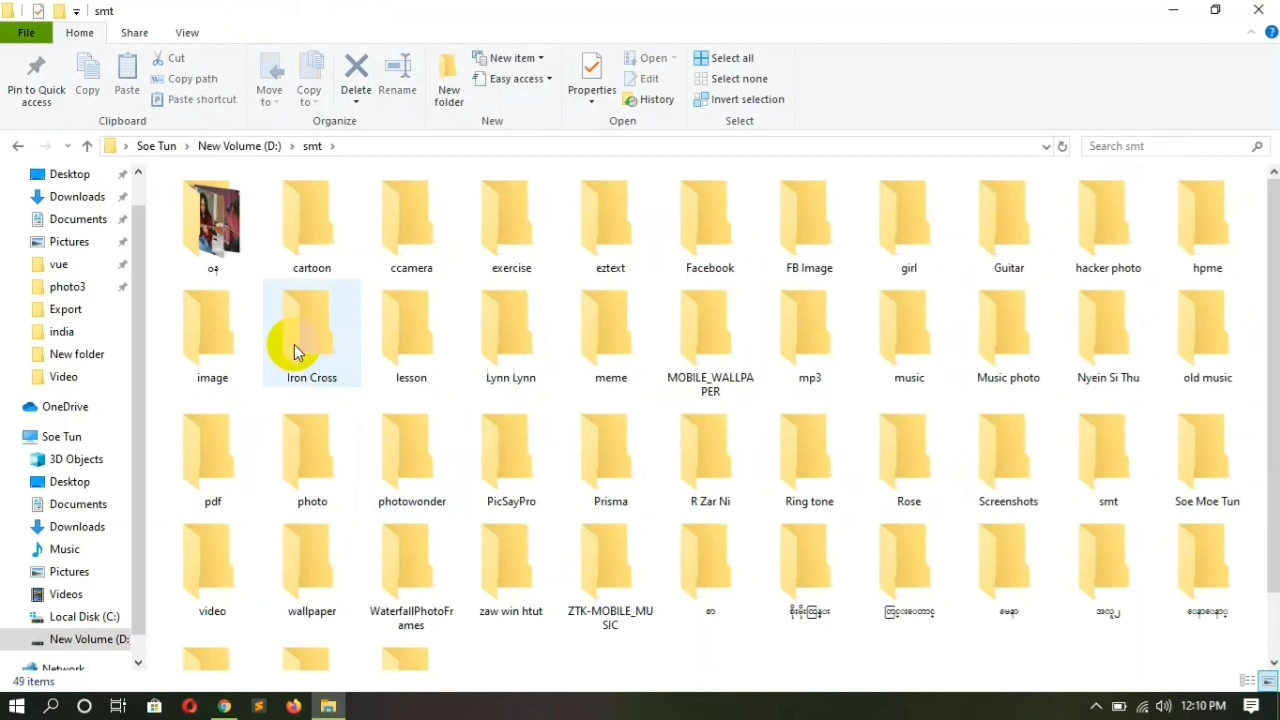 smt
File Home Share View
Pin to Quick access
Copy
Paste
Cut
Copy path
Paste shortcut
Clipboard
Move to
Copy to
Delete
Rename
Organize
New folder
New item
Easy access
New
Properties
Open
Edit
History
Open
Select all
Select none
Invert selection
Select
Soe Tun New Volume (D:) smt
Search smt
Desktop
Downloads
Documents
Pictures
vue
photo3
Export
india
New folder
Video
OneDrive
Soe Tun
3D Objects
Desktop
Documents
Downloads
Music
Pictures
Videos
Local Disk (C:)
New Volume (D:
Network
ဝန cartoon ccamera exercise eztext Facebook FB Image girl Guitar hacker photo hpme
image Iron Cross lesson Lynn Lynn meme MOBILE_WALLPA mp3 music Music photo Nyein Si Thu old music
PER
pdf photo photowonder PicSayPro Prisma R Zar Ni Ring tone Rose Screenshots smt Soe Moe Tun
video wallpaper WaterfallPhotoFr zaw win htut ZTK-MOBILE_MU စာ
ames SIC
49 items
12:10 PM